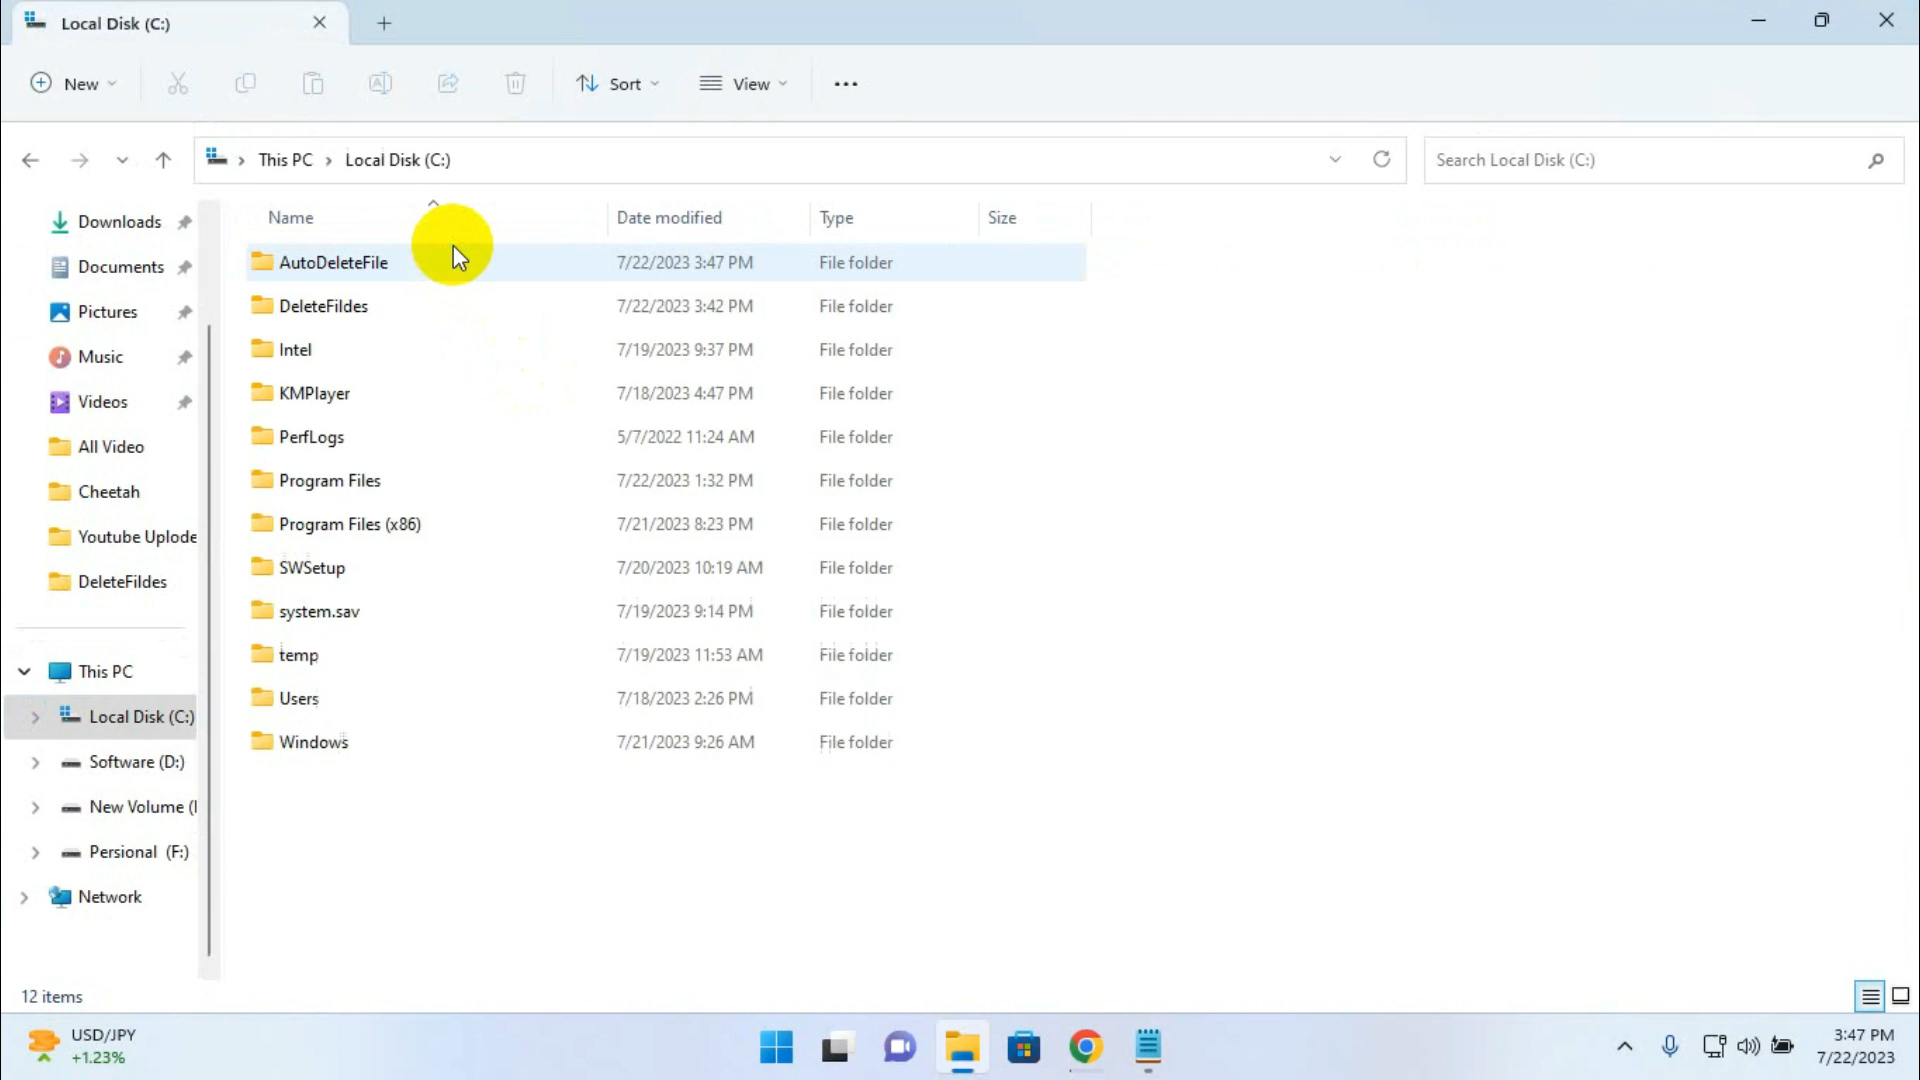 Local Disk (C:)
New
Sort
View
This PC
Local Disk (C:)
Search Local Disk (C:)
Downloads
Documents
Pictures
Music
Videos
All Video
Cheetah
Youtube Uplode
DeleteFildes
This PC
Local Disk (C:)
Software (D:)
New Volume (
Persional (F:)
Network
Name Date modified Type Size
AutoDeleteFile 7/22/2023 3:47 PM File folder
DeleteFildes 7/22/2023 3:42 PM File folder
Intel 7/19/2023 9:37 PM File folder
KMPlayer 7/18/2023 4:47 PM File folder
PerfLogs 5/7/2022 11:24 AM File folder
Program Files 7/22/2023 1:32 PM File folder
Program Files (x86) 7/21/2023 8:23 PM File folder
SWSetup 7/20/2023 10:19 AM File folder
system.sav 7/19/2023 9:14 PM File folder
temp 7/19/2023 11:53 AM File folder
Users 7/18/2023 2:26 PM File folder
Windows 7/21/2023 9:26 AM File folder
12 items
USD/JPY
+1.23%
3:47 PM
7/22/2023